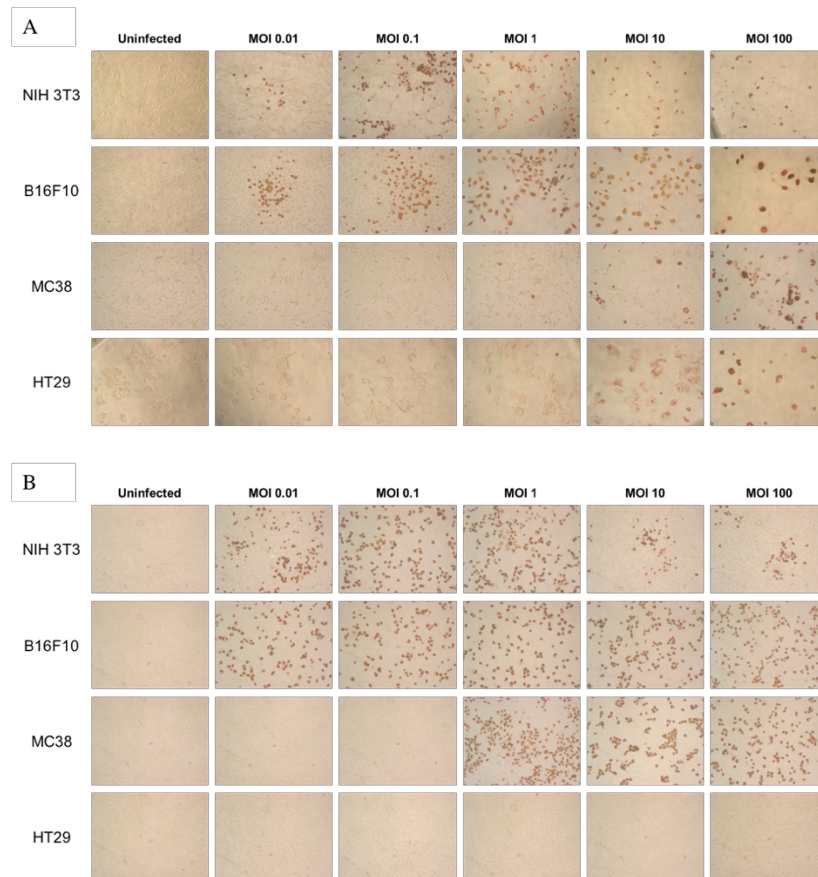 A
Uninfected MOI 0.01 MOI 0.1 MOI 1 MOI 10 MOI 100
NIH 3T3
B16F10
MC38
HT29
B
Uninfected MOI 0.01 MOI 0.1 MOI 1 MOI 10 MOI 100
NIH 3T3
B16F10
MC38
HT29